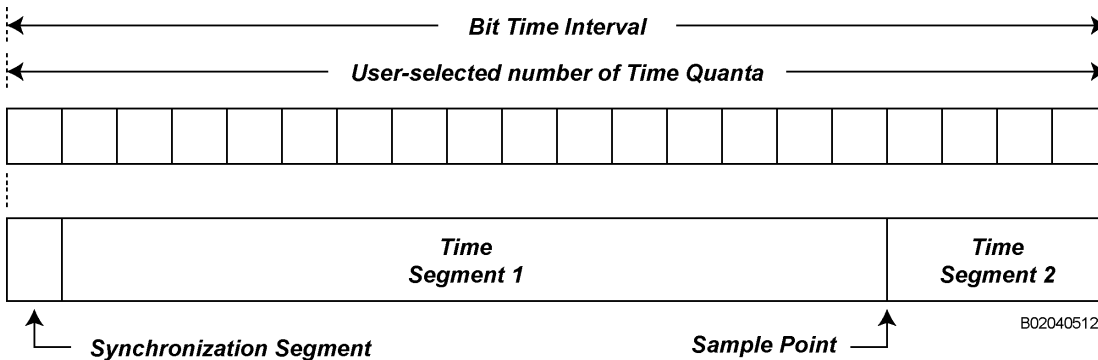 Bit Time Interval
User-selected number of Time Quanta
Time
Segment 1
Time
Segment 2
B02040512
Synchronization Segment
Sample Point